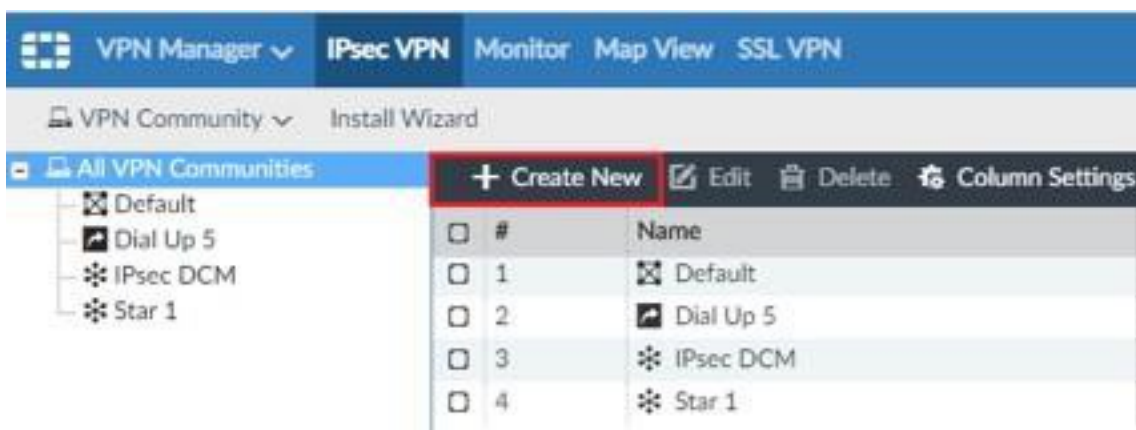 VPN Manager IPsec VPN Monitor Map View SSL VPN
VPN Community Install Wizard
All VPN Communities
Default
Dial Up 5
IPsec DCM
Star 1
+ Create New Edit Delete Column Settings
# Name
1 Default
2 Dial Up 5
3 IPsec DCM
4 Star 1